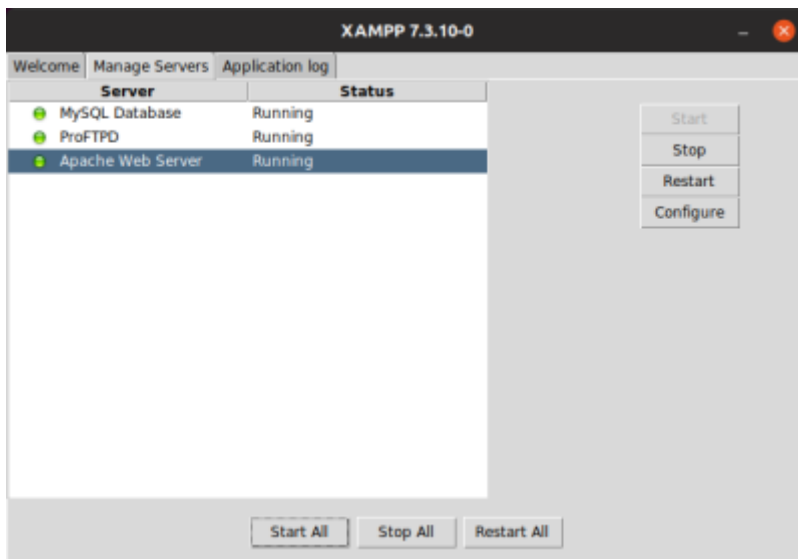 XAMPP 7.3.10-0
Welcome Manage Servers Application log
Server Status
MySQL Database Running
ProFTPD Running
Apache Web Server Running
Start
Stop
Restart
Configure
Start All Stop All Restart All